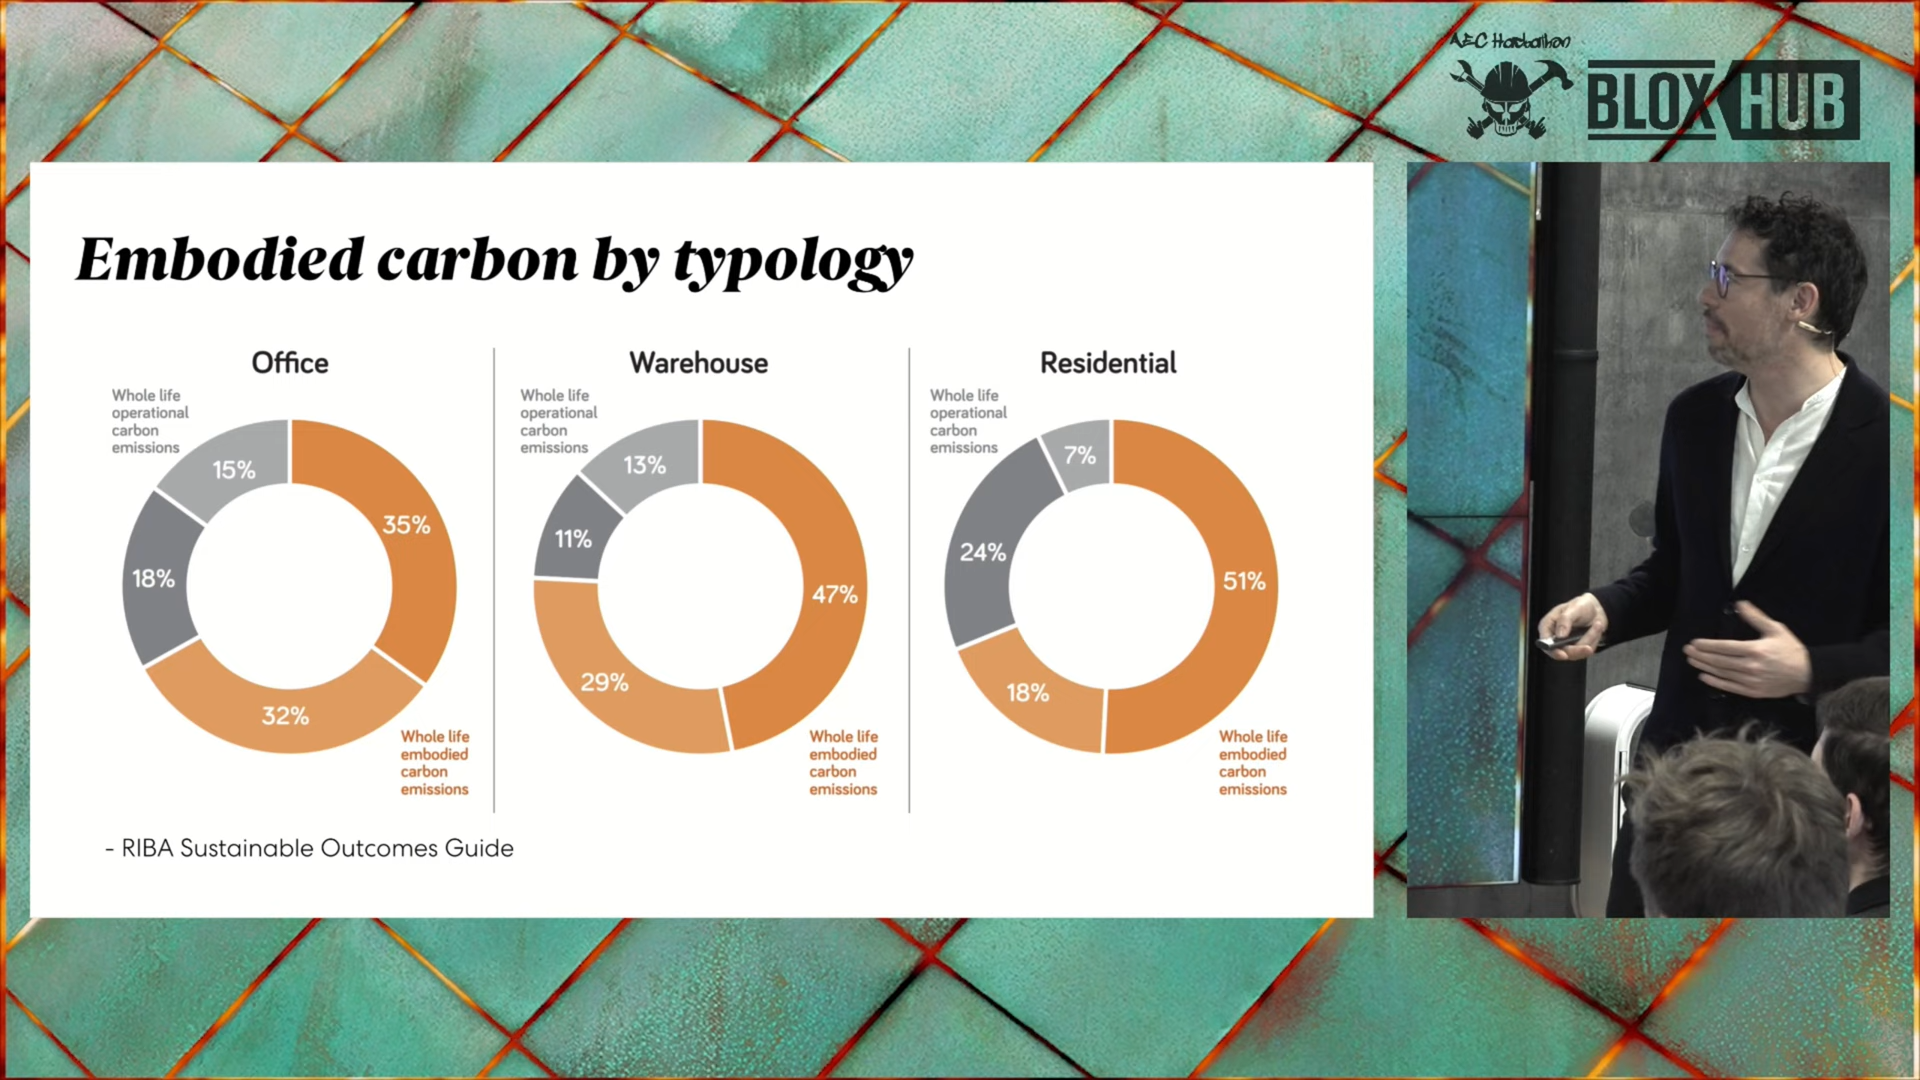 AEC Hackathon
BLOXHUB
Embodied carbon by typology
Office
Whole life
operational
carbon
emissions
15%
35%
18%
32%
Whole life
embodied
carbon
emissions
Warehouse
Whole life
operational
carbon
emissions
13%
11%
47%
29%
Whole life
embodied
carbon
emissions
Residential
Whole life
operational
carbon
emissions
7%
24%
51%
18%
Whole life
embodied
carbon
emissions
- RIBA Sustainable Outcomes Guide